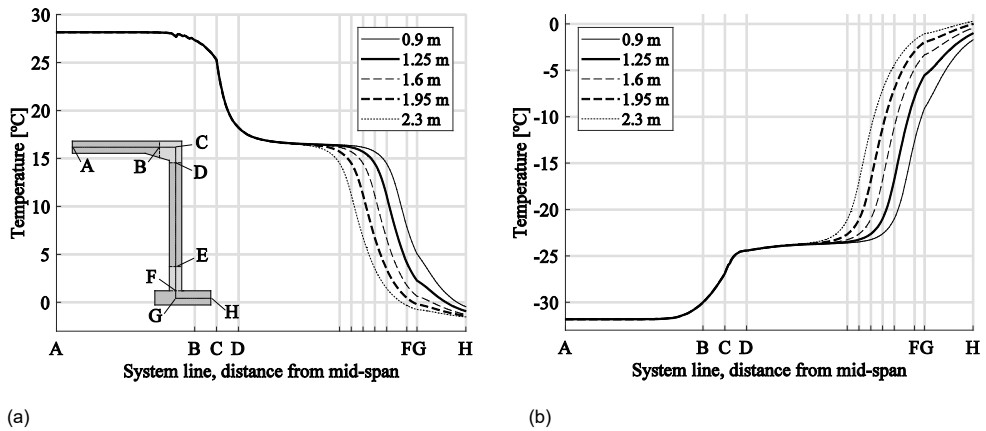 30
25
20
15
10
5
0
Temperature [ºC]
0.9 m
1.25 m
1.6 m
1.95 m
2.3 m
A
B
C
D
E
F
G
H
A B C D FG H
System line, distance from mid-span
(a)
0
-5
-10
-15
-20
-25
-30
Temperature [ºC]
0.9 m
1.25 m
1.6 m
1.95 m
2.3 m
A B C D FG H
System line, distance from mid-span
(b)